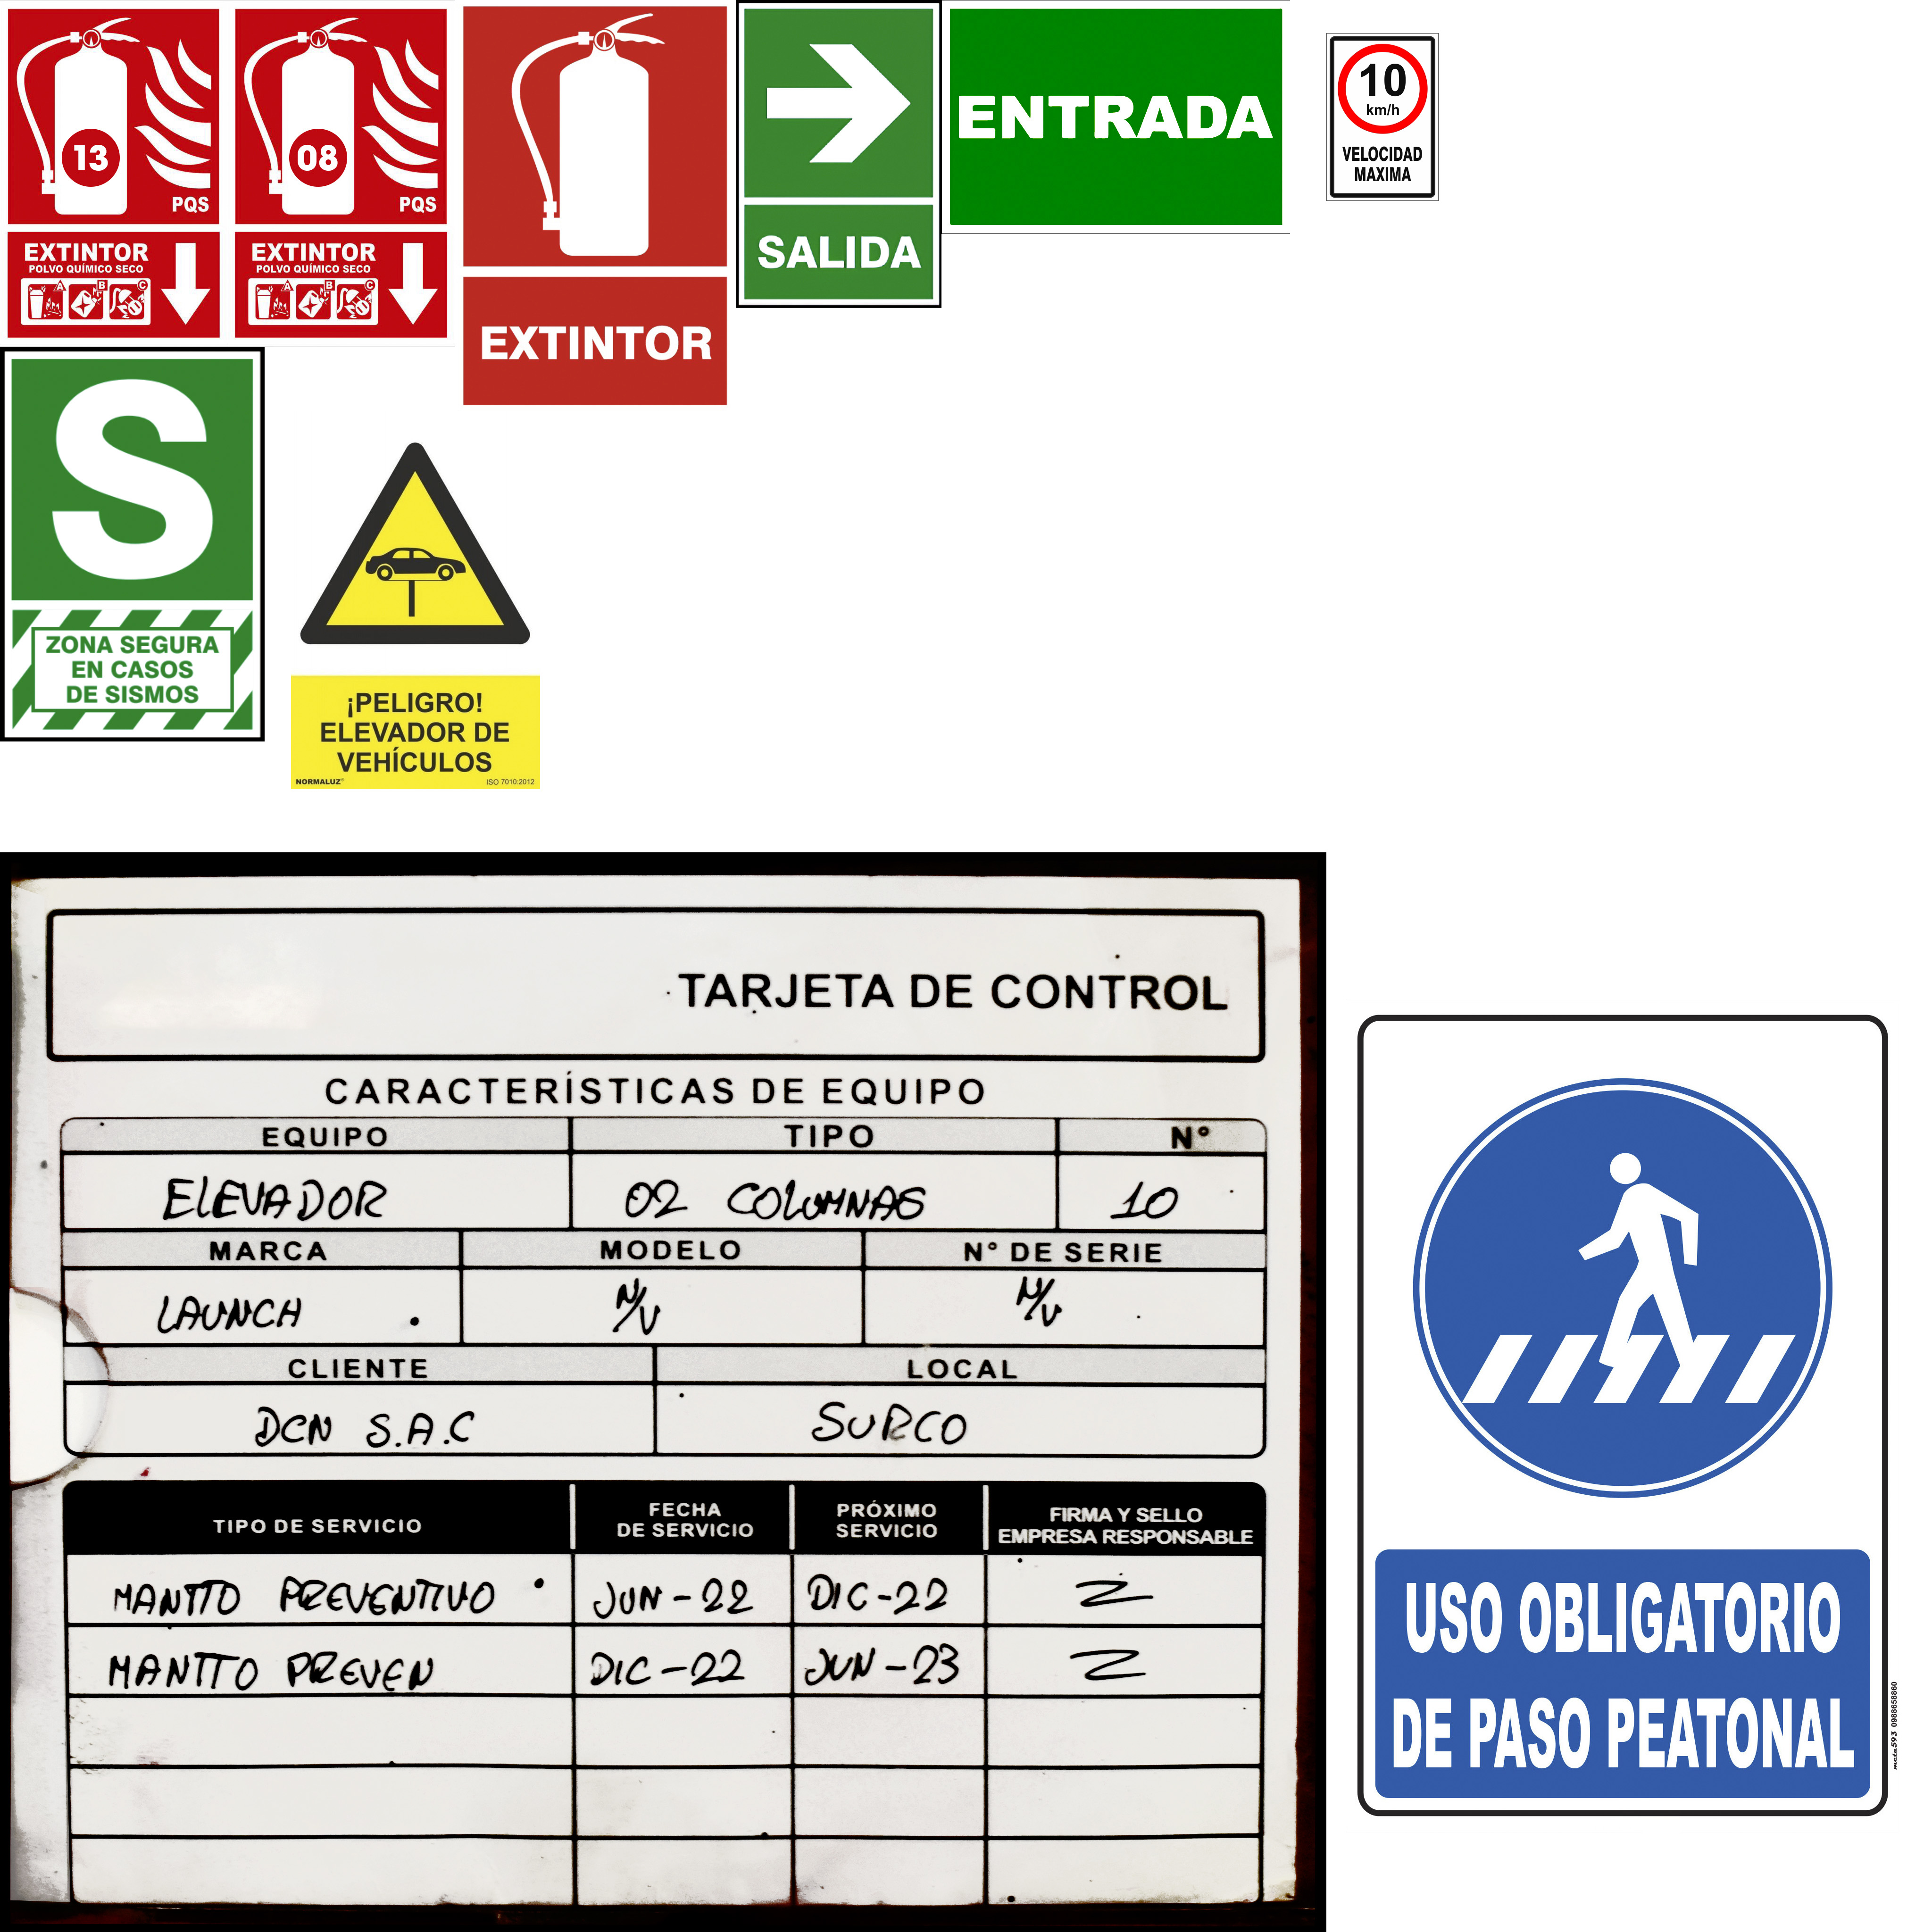 13
PQS
EXTINTOR
POLVO QUÍMICO SECO
A B C
08
PQS
EXTINTOR
POLVO QUÍMICO SECO
A B C
EXTINTOR
SALIDA
ENTRADA
10
km/h
VELOCIDAD
MAXIMA
S
ZONA SEGURA
EN CASOS
DE SISMOS
¡PELIGRO!
ELEVADOR DE
VEHÍCULOS
NORMALUZ® ISO 7010:2012
TARJETA DE CONTROL
CARACTERÍSTICAS DE EQUIPO
EQUIPO TIPO N°
ELEVADOR 02 COLUMNAS 10
MARCA MODELO N° DE SERIE
LAUNCH N/V N/V
CLIENTE LOCAL
DCN S.A.C SURCO
TIPO DE SERVICIO FECHA DE SERVICIO PRÓXIMO SERVICIO FIRMA Y SELLO EMPRESA RESPONSABLE
MANTTO PREVENTIVO JUN-22 DIC-22
MANTTO PREVEN DIC-22 JUN-23
USO OBLIGATORIO
DE PASO PEATONAL
0988658860